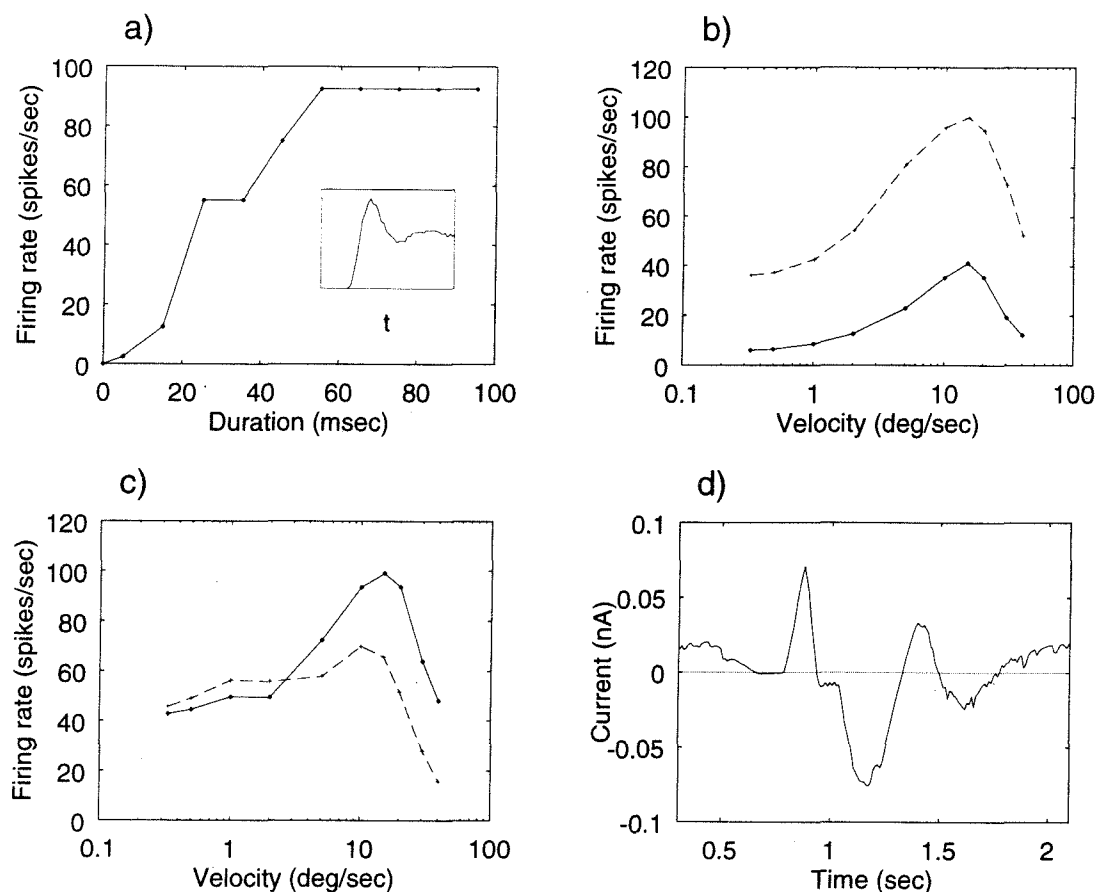 a)
100
80
60
40
20
0
Firing rate (spikes/sec)
t
0 20 40 60 80 100
Duration (msec)
b)
120
100
80
60
40
20
0
Firing rate (spikes/sec)
0.1 1 10 100
Velocity (deg/sec)
c)
120
100
80
60
40
20
0
Firing rate (spikes/sec)
0.1 1 10 100
Velocity (deg/sec)
d)
0.1
0.05
0
-0.05
-0.1
Current (nA)
0.5 1 1.5 2
Time (sec)